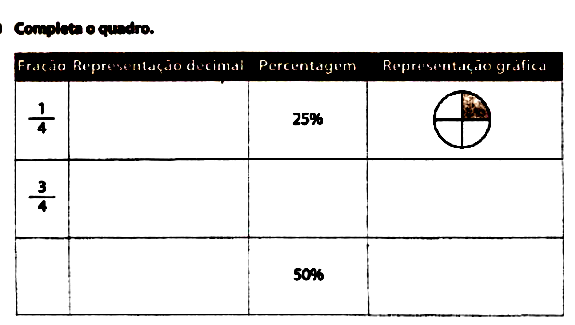 Completa o quadro.
Fração Representação decimal Percentagem Representação gráfica
1/4 25%
3/4
50%